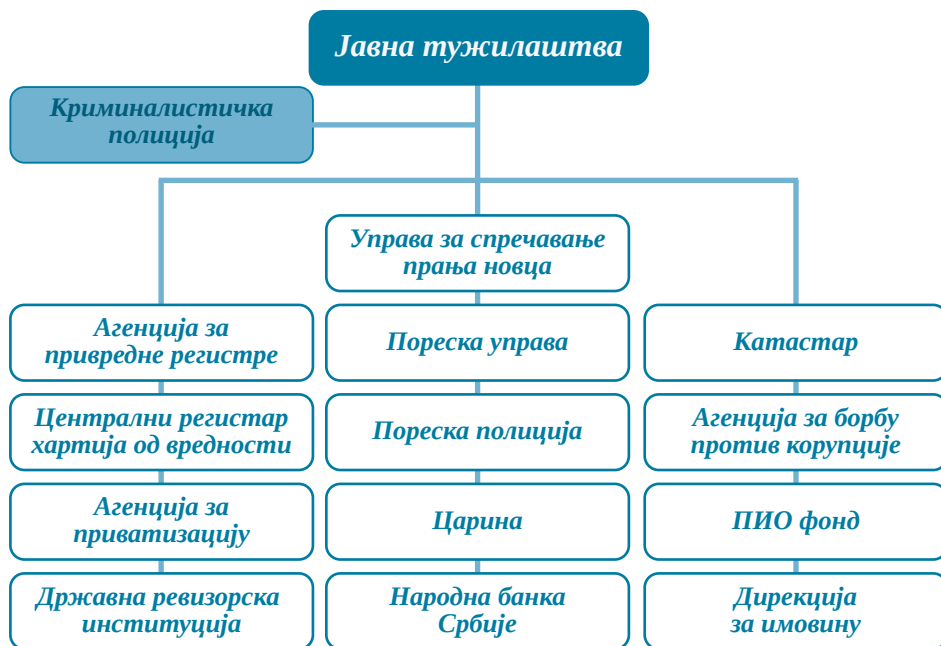 Јавна тужилаштва
Криминалистичка
полиција
Управа за спречавање
прања новца
Агенција за
привредне регистре
Пореска управа
Катастар
Централни регистар
хартија од вредности
Пореска полиција
Агенција за борбу
против корупције
Агенција за
приватизацију
Царина
ПИО фонд
Државна ревизорска
институција
Народна банка
Србије
Дирекција
за имовину